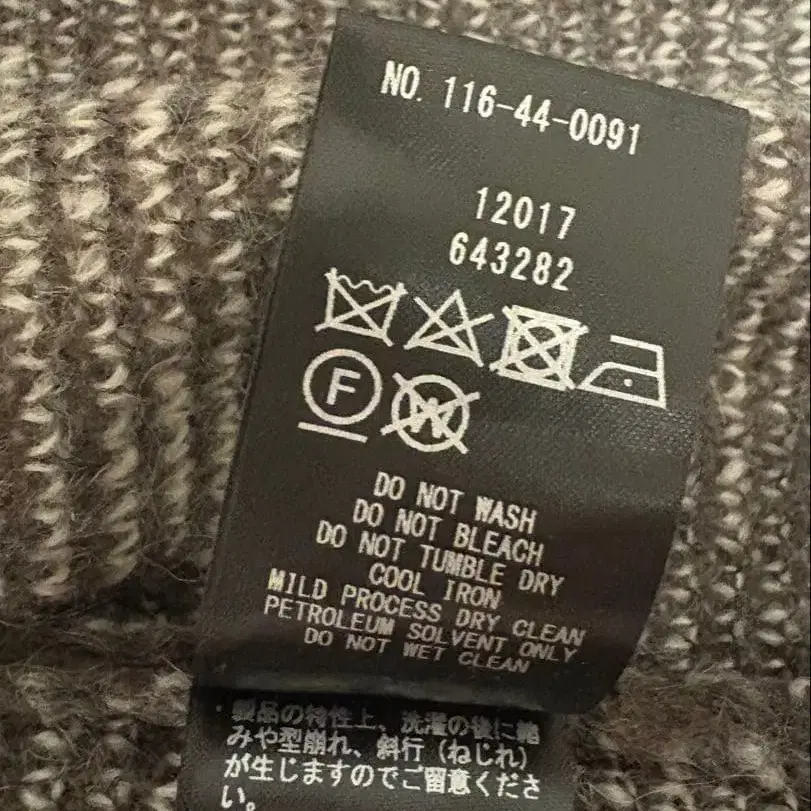 NO. 116-44-0091
12017
643282
F
W
DO NOT WASH
DO NOT BLEACH
DO NOT TUMBLE DRY
COOL IRON
MILD PROCESS DRY CLEAN
PETROLEUM SOLVENT ONLY
DO NOT WET CLEAN
・製品の特性上、洗濯の後に縮
みや型崩れ、斜行(ねじれ)
が生じますのでご留意くださ
い。